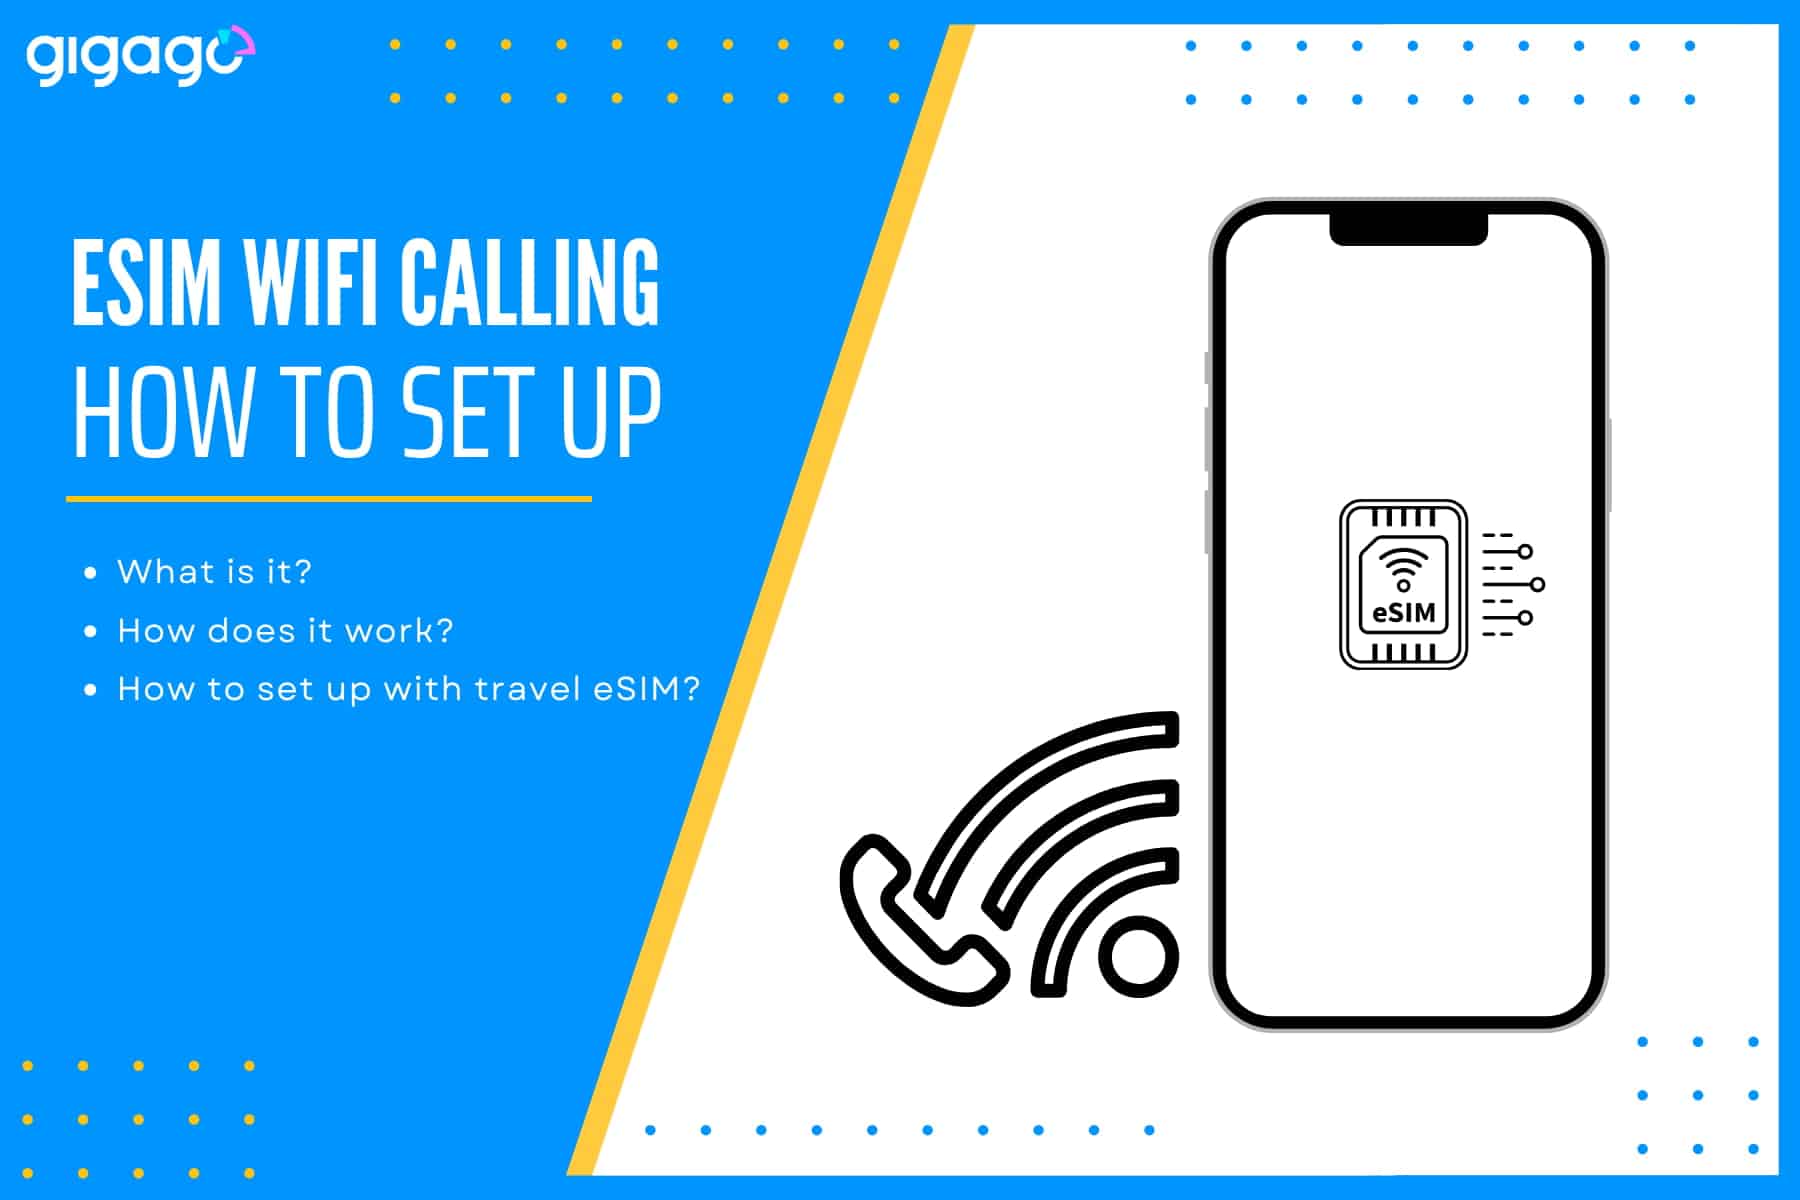 gigago
ESIM WIFI CALLING
HOW TO SET UP
• What is it?
• How does it work?
• How to set up with travel eSIM?
eSIM